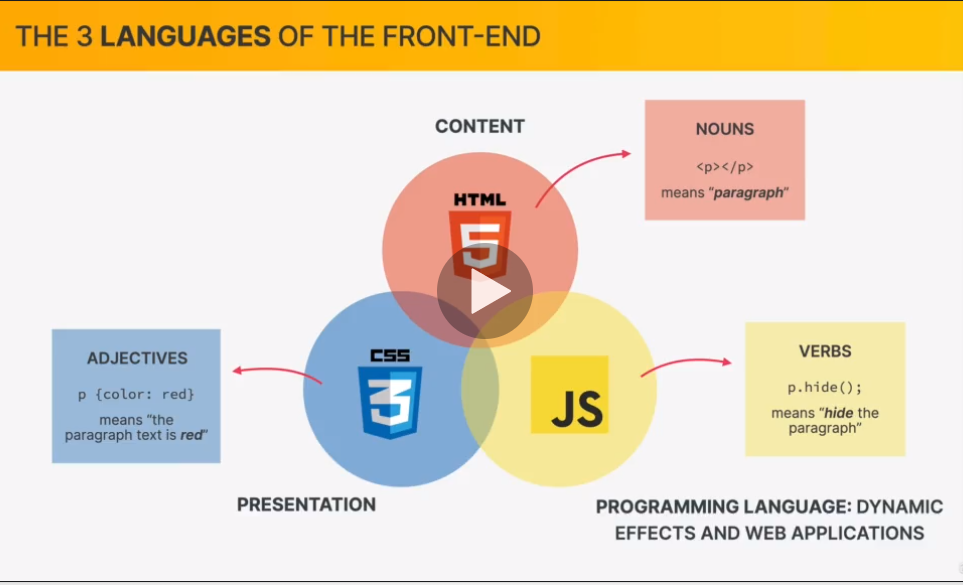 THE 3 LANGUAGES OF THE FRONT-END
CONTENT
HTML
5
NOUNS
<p></p>
means "paragraph"
CSS
3
ADJECTIVES
p {color: red}
means "the
paragraph text is red"
PRESENTATION
JS
VERBS
p.hide();
means "hide the
paragraph"
PROGRAMMING LANGUAGE: DYNAMIC
EFFECTS AND WEB APPLICATIONS